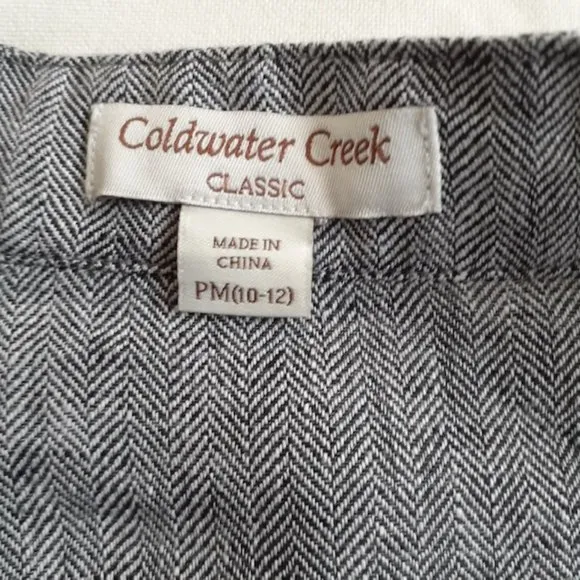 Coldwater Creek
CLASSIC
MADE IN
CHINA
PM(10-12)